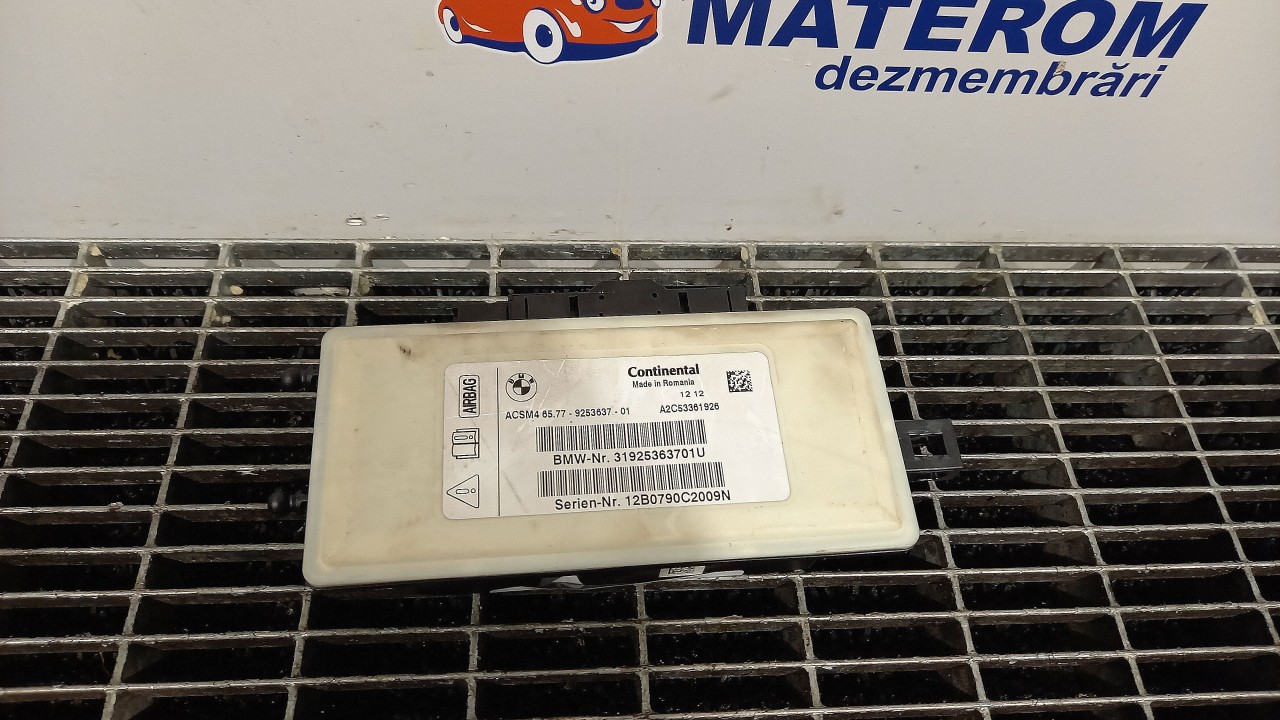 MATEROM
dezmembrări
AIRBAG
Continental
Made in Romania
12 12
ACSM4 65.77 - 9253637 - 01 A2C53361926
BMW-Nr. 31925363701U
Serien-Nr. 12B0790C2009N